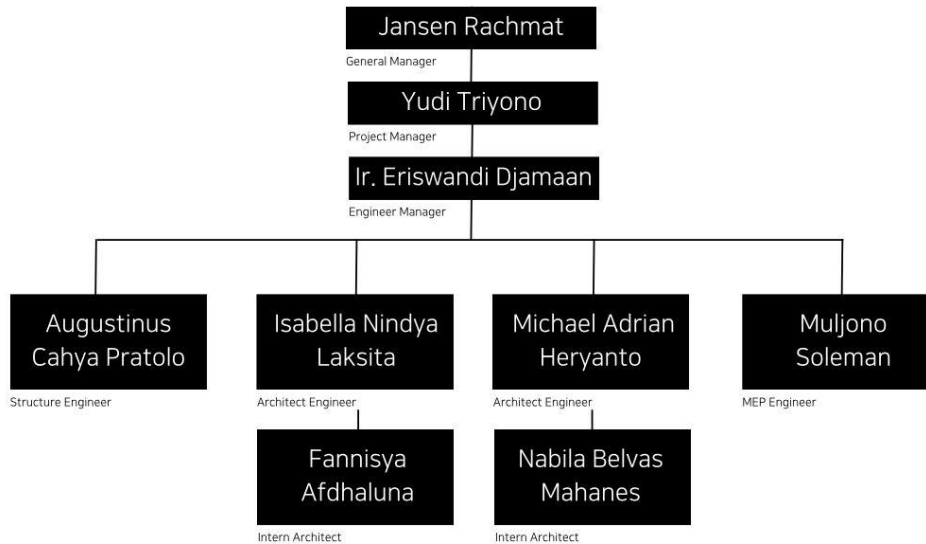 Jansen Rachmat
General Manager
Yudi Triyono
Project Manager
Ir. Eriswandi Djamaan
Engineer Manager
Augustinus
Cahya Pratolo
Structure Engineer
Isabella Nindya
Laksita
Architect Engineer
Michael Adrian
Heryanto
Architect Engineer
Muljono
Soleman
MEP Engineer
Fannisya
Afdhaluna
Intern Architect
Nabila Belvas
Mahanes
Intern Architect